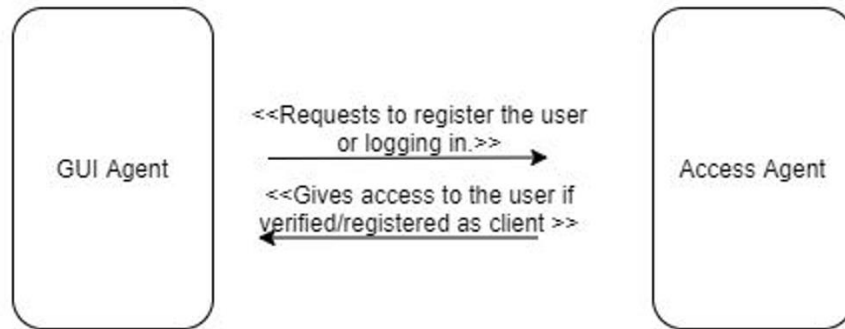 <<Requests to register the user
or logging in.>>
GUI Agent
Access Agent
<<Gives access to the user if
verified/registered as client >>